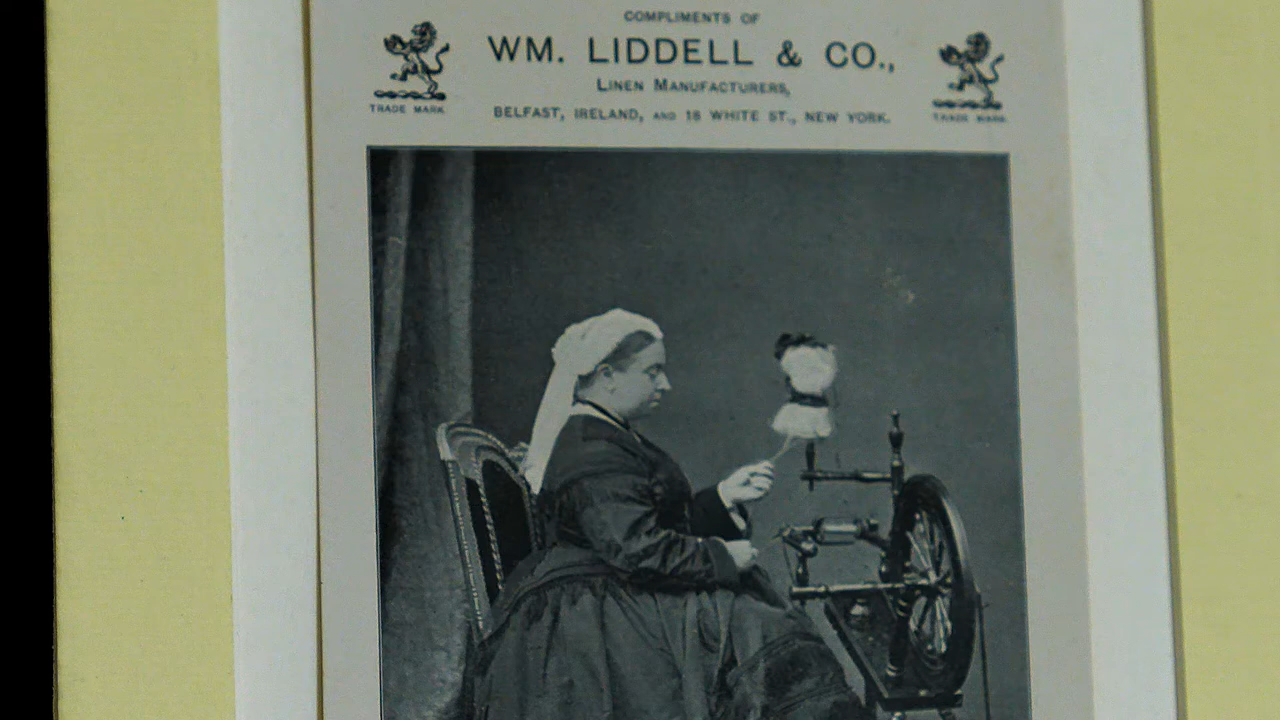 COMPLIMENTS OF
WM. LIDDELL & CO.,
LINEN MANUFACTURERS,
BELFAST, IRELAND, AND 18 WHITE ST., NEW YORK.
TRADE MARK
TRADE MARK